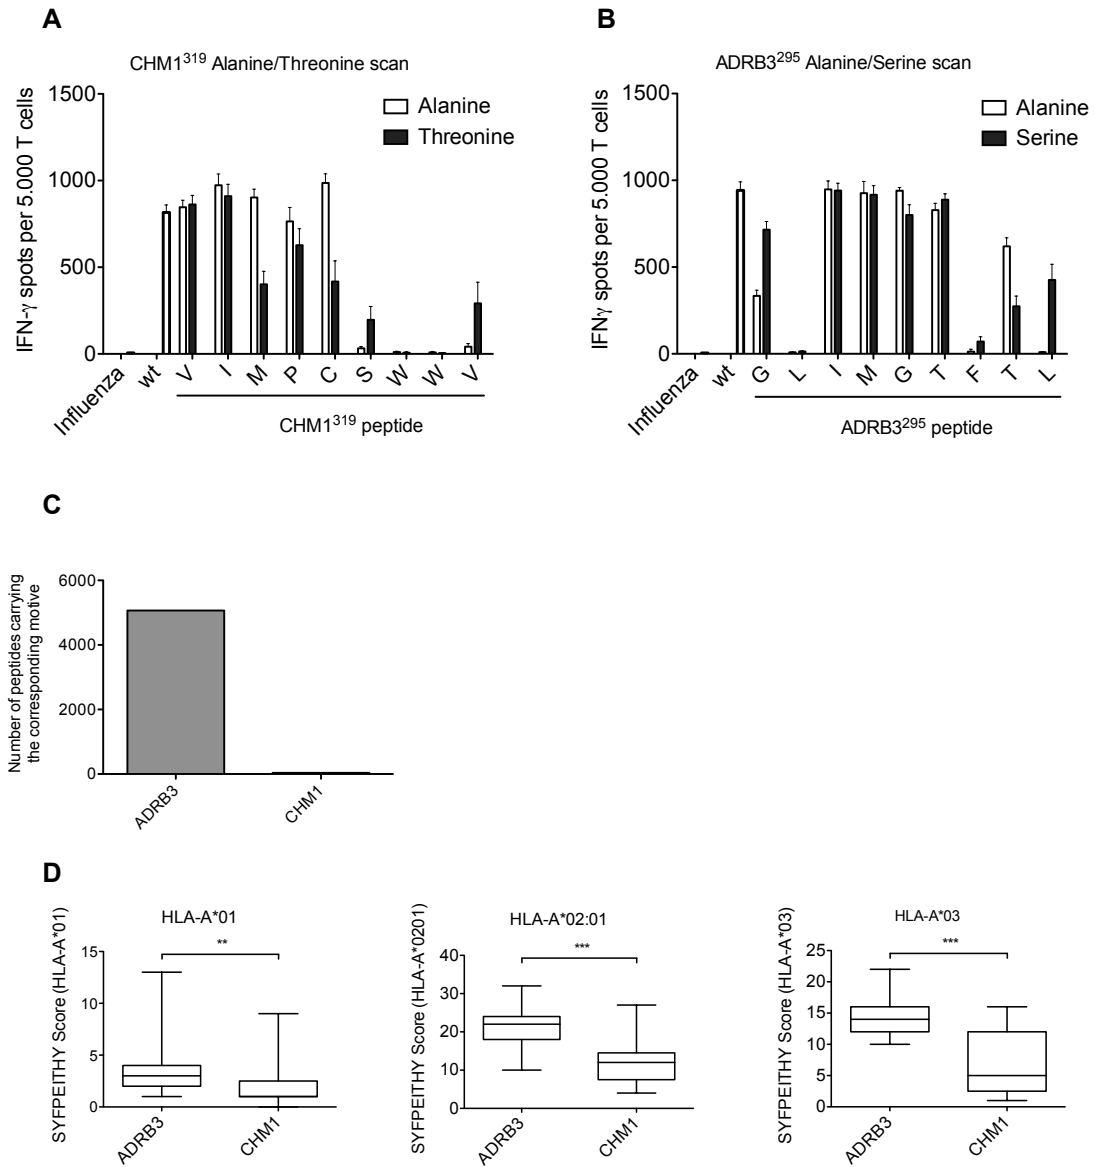 A
CHM1319 Alanine/Threonine scan
IFN-γ spots per 5.000 T cells
1500
1000
500
0
Alanine
Threonine
Influenza
wt
V
I
M
P
C
S
W
W
V
CHM1319 peptide
B
ADRB3295 Alanine/Serine scan
IFNγ spots per 5.000 T cells
1500
1000
500
0
Alanine
Serine
Influenza
wt
G
L
I
M
G
T
F
T
L
ADRB3295 peptide
C
Number of peptides carrying
the corresponding motive
6000
4000
2000
0
ADRB3
CHM1
D
HLA-A*01
SYFPEITHY Score (HLA-A*01)
**
15
10
5
0
ADRB3
CHM1
HLA-A*02:01
SYFPEITHY Score (HLA-A*0201)
***
40
30
20
10
0
ADRB3
CHM1
HLA-A*03
SYFPEITHY Score (HLA-A*03)
***
25
20
15
10
5
0
ADRB3
CHM1